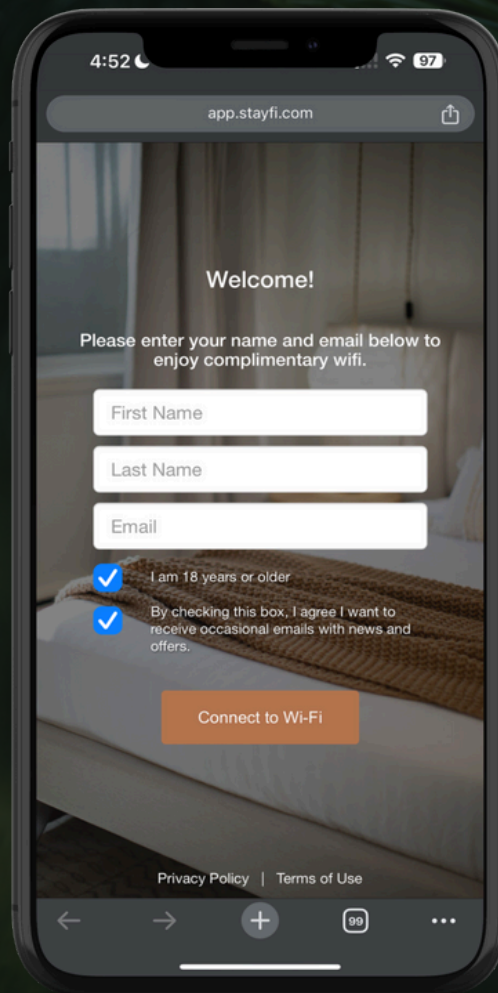 4:52
97
app.stayfi.com
Welcome!
Please enter your name and email below to
enjoy complimentary wifi.
First Name
Last Name
Email
I am 18 years or older
By checking this box, I agree I want to
receive occasional emails with news and
offers.
Connect to Wi-Fi
Privacy Policy | Terms of Use
99